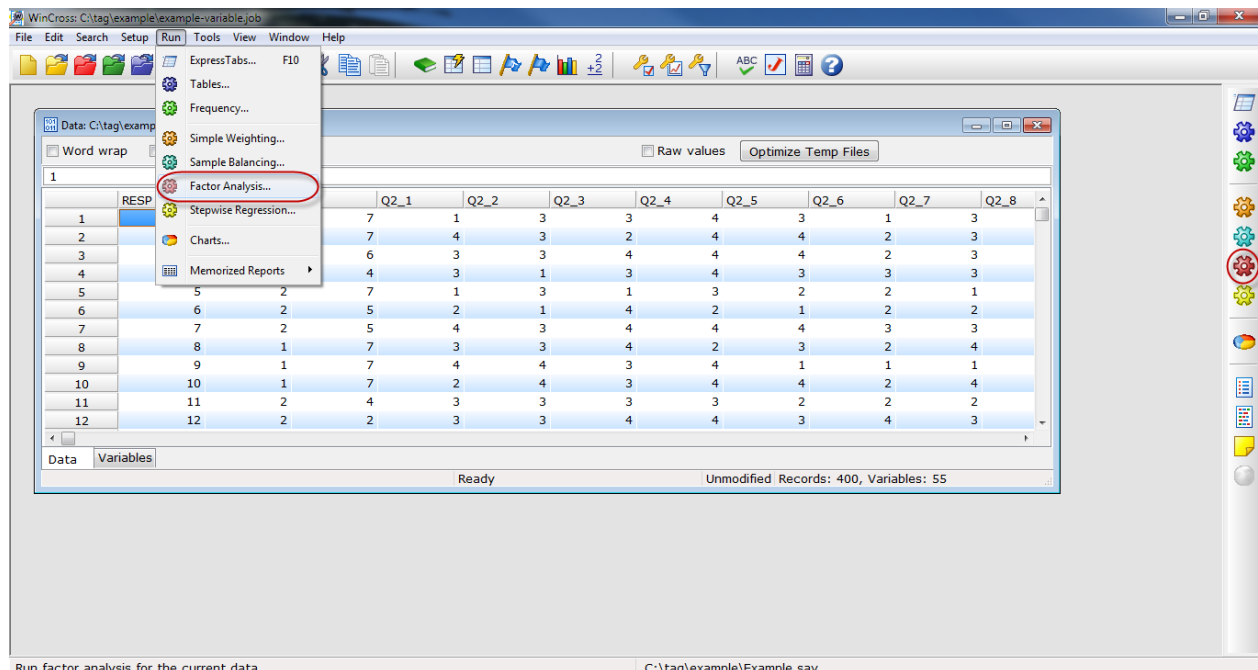 WinCross: C:\tag\example\example-variable.job
File Edit Search Setup Run Tools View Window Help
ExpressTabs... F10
Tables...
Frequency...
Simple Weighting...
Sample Balancing...
Factor Analysis...
Stepwise Regression...
Charts...
Memorized Reports
+2
ABC
Data: C:\tag\examp
Word wrap Raw values Optimize Temp Files
1
RESP Q2_1 Q2_2 Q2_3 Q2_4 Q2_5 Q2_6 Q2_7 Q2_8
1 7 1 3 3 4 3 1 3
2 7 4 3 2 4 4 2 3
3 6 3 3 4 4 4 2 3
4 4 3 1 3 4 3 3 3
5 5 2 7 1 3 1 3 2 2 1
6 6 2 5 2 1 4 2 1 2 2
7 7 2 5 4 3 4 4 4 3 3
8 8 1 7 3 3 4 2 3 2 4
9 9 1 7 4 4 3 4 1 1 1
10 10 1 7 2 4 3 4 4 2 4
11 11 2 4 3 3 3 3 2 2 2
12 12 2 2 3 3 4 4 3 4 3
Data Variables
Ready Unmodified Records: 400, Variables: 55
Run factor analysis for the current data C:\tag\example\Example.sav